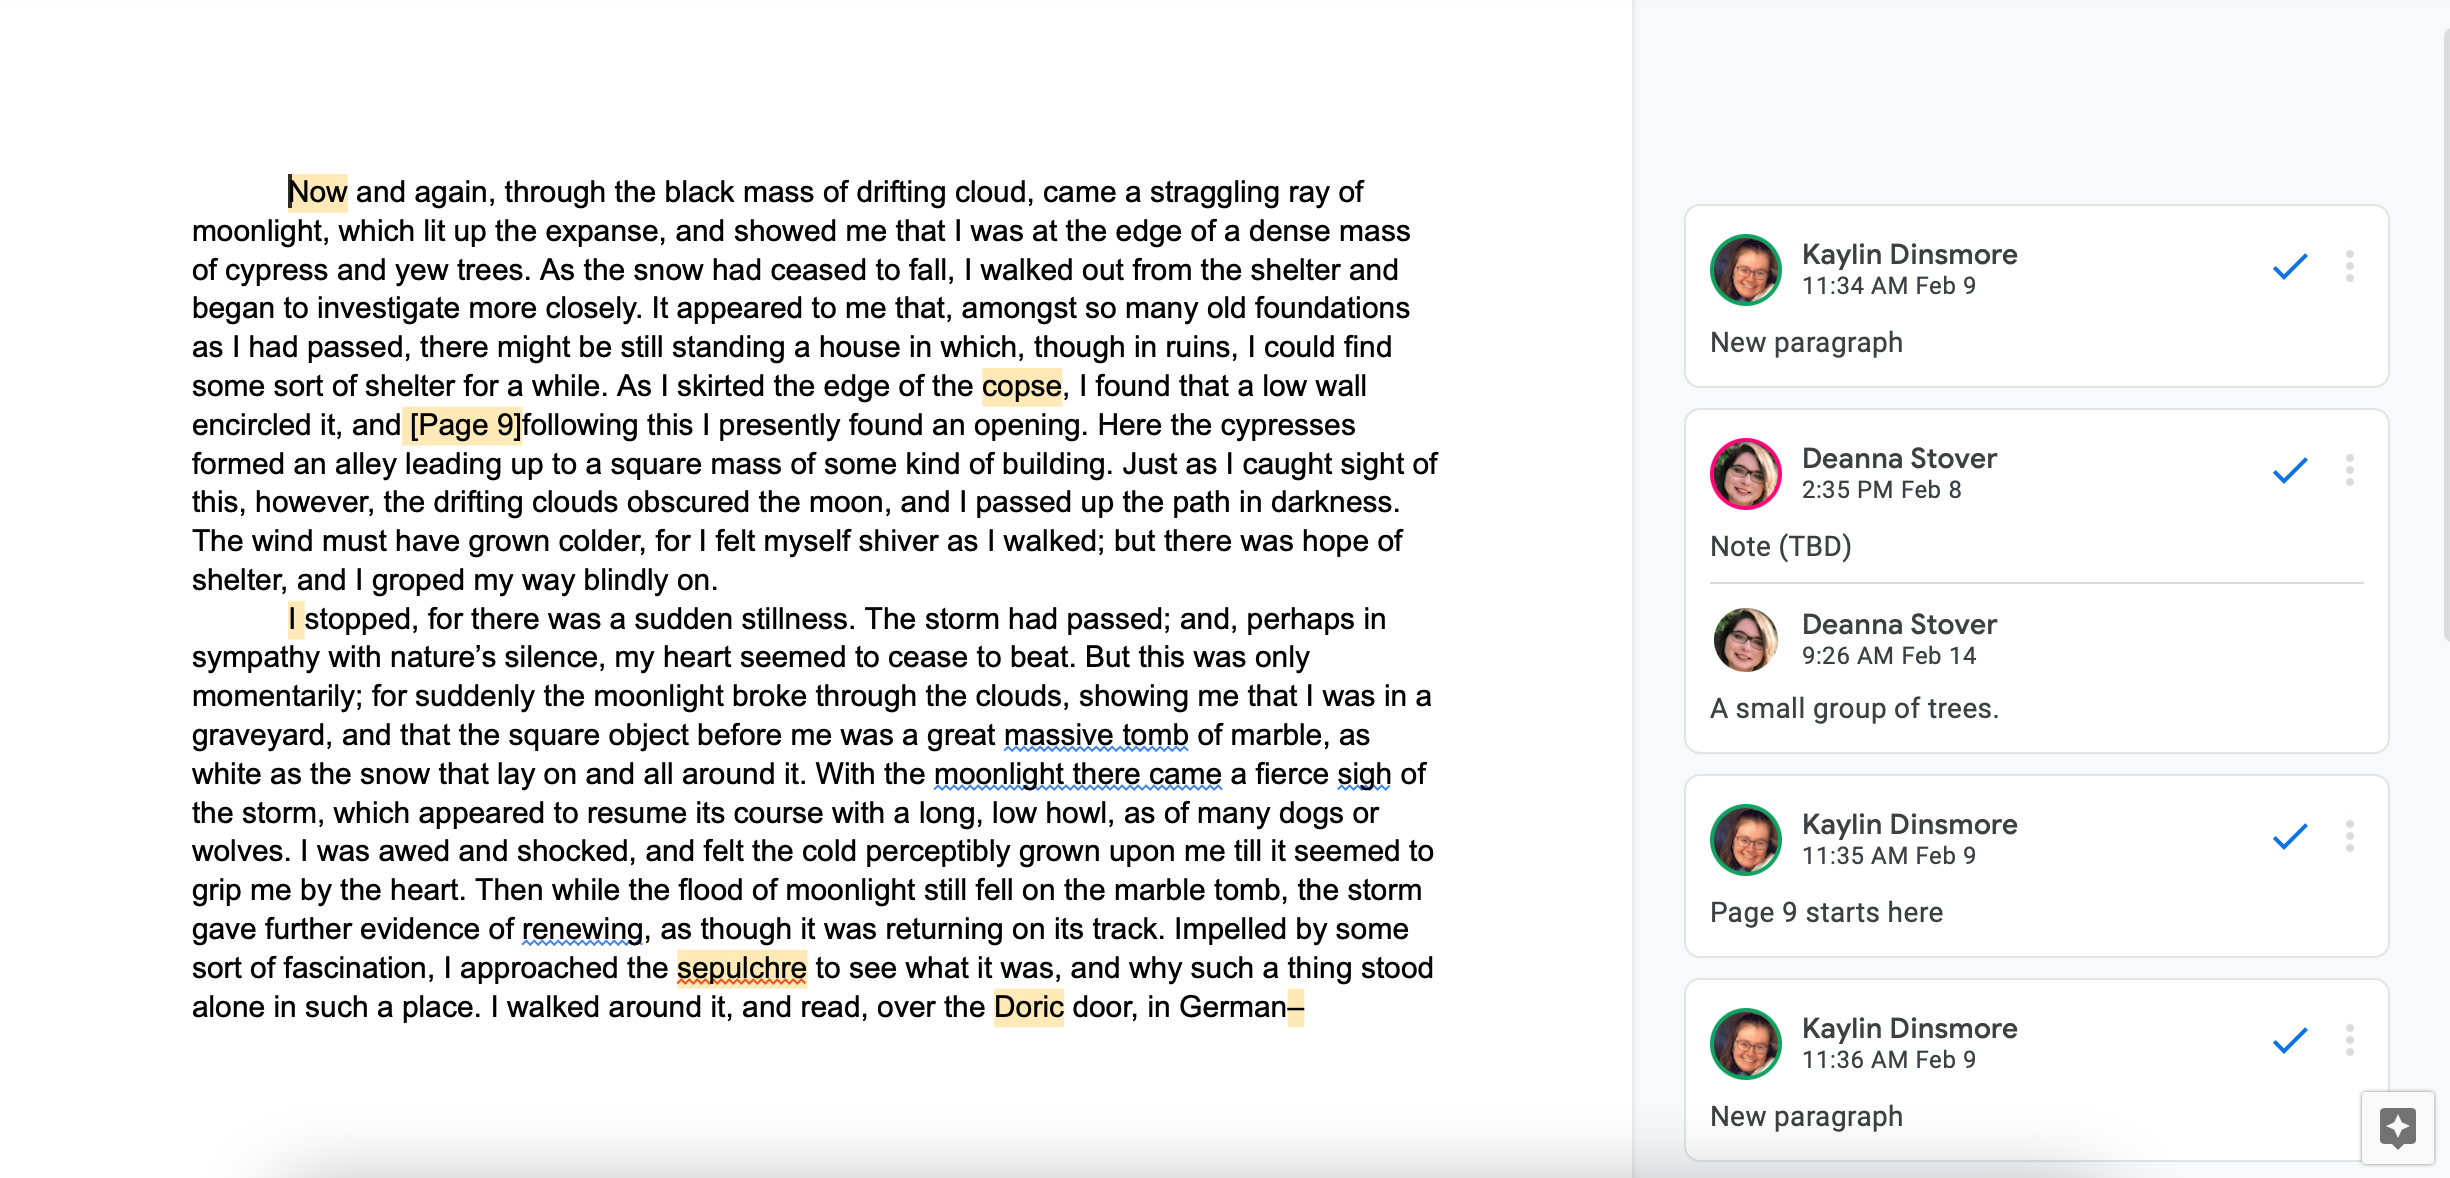 Now and again, through the black mass of drifting cloud, came a straggling ray of
moonlight, which lit up the expanse, and showed me that I was at the edge of a dense mass
of cypress and yew trees. As the snow had ceased to fall, I walked out from the shelter and
began to investigate more closely. It appeared to me that, amongst so many old foundations
as I had passed, there might be still standing a house in which, though in ruins, I could find
some sort of shelter for a while. As I skirted the edge of the copse, I found that a low wall
encircled it, and [Page 9]following this I presently found an opening. Here the cypresses
formed an alley leading up to a square mass of some kind of building. Just as I caught sight of
this, however, the drifting clouds obscured the moon, and I passed up the path in darkness.
The wind must have grown colder, for I felt myself shiver as I walked; but there was hope of
shelter, and I groped my way blindly on.
I stopped, for there was a sudden stillness. The storm had passed; and, perhaps in
sympathy with nature’s silence, my heart seemed to cease to beat. But this was only
momentarily; for suddenly the moonlight broke through the clouds, showing me that I was in a
graveyard, and that the square object before me was a great massive tomb of marble, as
white as the snow that lay on and all around it. With the moonlight there came a fierce sigh of
the storm, which appeared to resume its course with a long, low howl, as of many dogs or
wolves. I was awed and shocked, and felt the cold perceptibly grown upon me till it seemed to
grip me by the heart. Then while the flood of moonlight still fell on the marble tomb, the storm
gave further evidence of renewing, as though it was returning on its track. Impelled by some
sort of fascination, I approached the sepulchre to see what it was, and why such a thing stood
alone in such a place. I walked around it, and read, over the Doric door, in German–
Kaylin Dinsmore
11:34 AM Feb 9
New paragraph
Deanna Stover
2:35 PM Feb 8
Note (TBD)
Deanna Stover
9:26 AM Feb 14
A small group of trees.
Kaylin Dinsmore
11:35 AM Feb 9
Page 9 starts here
Kaylin Dinsmore
11:36 AM Feb 9
New paragraph